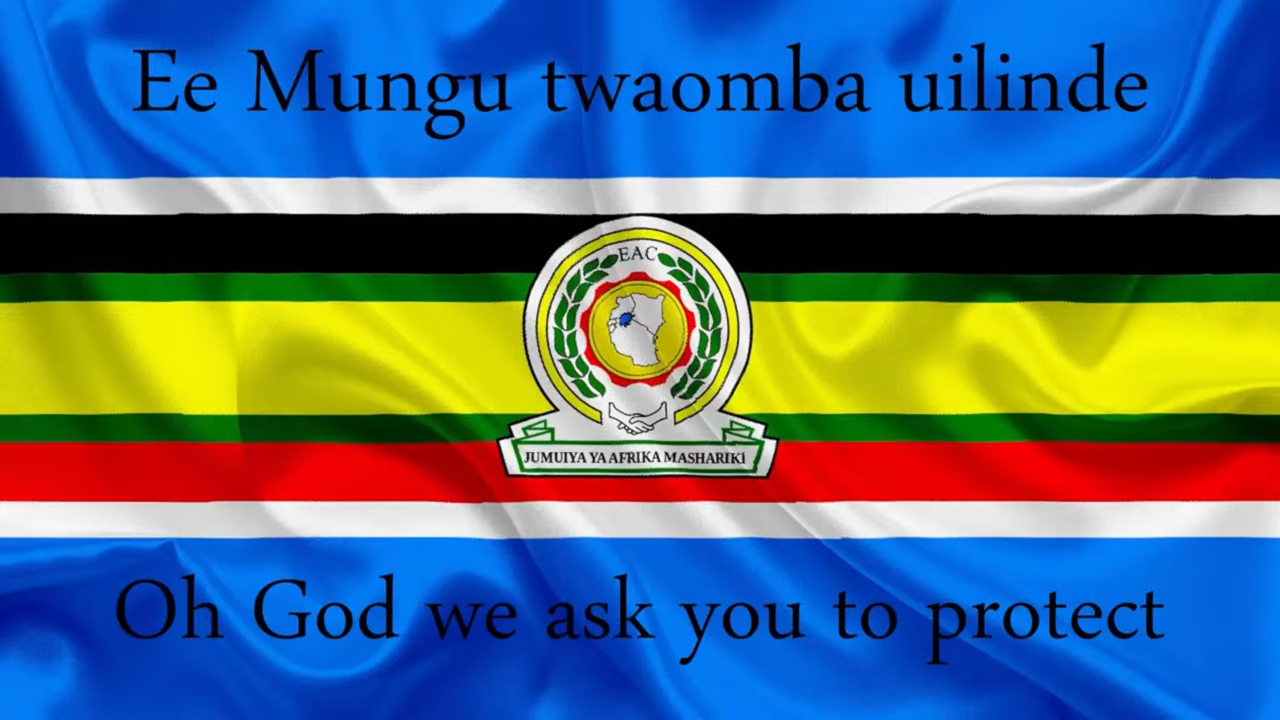 Ee Mungu twaomba uilinde
EAC
JUMUIYA YA AFRIKA MASHARIKI
Oh God we ask you to protect